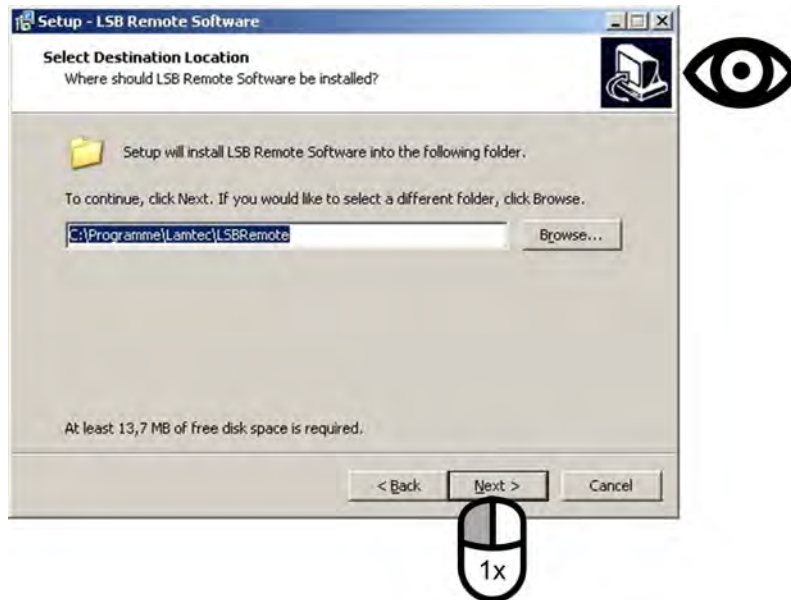 Setup - LSB Remote Software
Select Destination Location
Where should LSB Remote Software be installed?
Setup will install LSB Remote Software into the following folder.
To continue, click Next. If you would like to select a different folder, click Browse.
C:\Programme\Lamtec\LSBRemote
Browse...
At least 13,7 MB of free disk space is required.
< Back Next > Cancel
1x